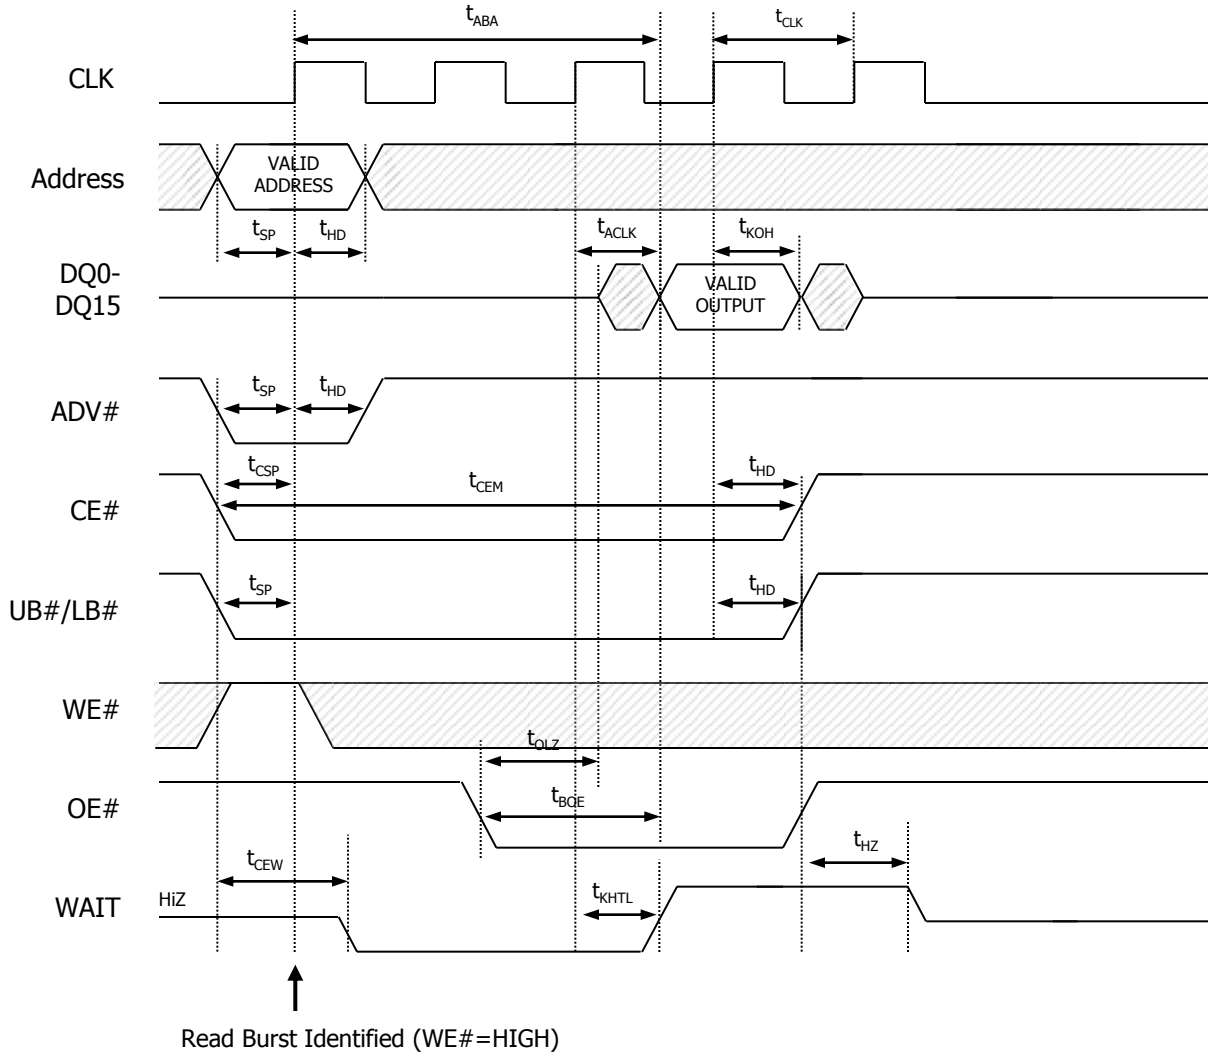 tABA
tCLK
CLK
VALID
ADDRESS
Address
tSP
tHD
tACLK
tKOH
DQ0-
DQ15
VALID
OUTPUT
tSP
tHD
ADV#
tCSP
tHD
tCEM
CE#
tSP
tHD
UB#/LB#
WE#
tOLZ
tBOE
OE#
tHZ
tCEW
HiZ
tKHTL
WAIT
Read Burst Identified (WE#=HIGH)